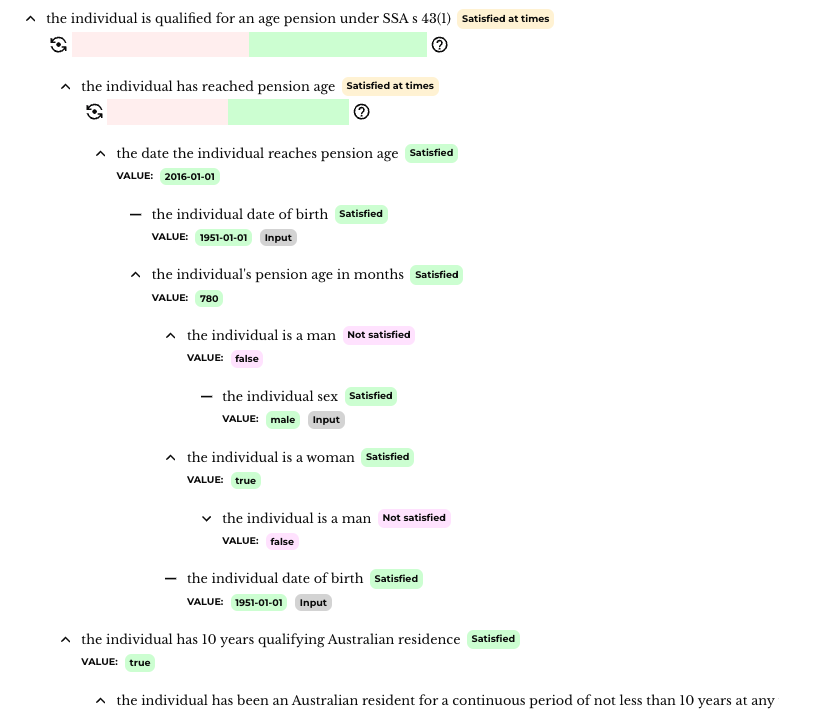 the individual is qualified for an age pension under SSA s 43(1) Satisfied at times
the individual has reached pension age Satisfied at times
the date the individual reaches pension age Satisfied
VALUE: 2016-01-01
the individual date of birth Satisfied
VALUE: 1951-01-01 Input
the individual's pension age in months Satisfied
VALUE: 780
the individual is a man Not satisfied
VALUE: false
the individual sex Satisfied
VALUE: male Input
the individual is a woman Satisfied
VALUE: true
the individual is a man Not satisfied
VALUE: false
the individual date of birth Satisfied
VALUE: 1951-01-01 Input
the individual has 10 years qualifying Australian residence Satisfied
VALUE: true
the individual has been an Australian resident for a continuous period of not less than 10 years at any